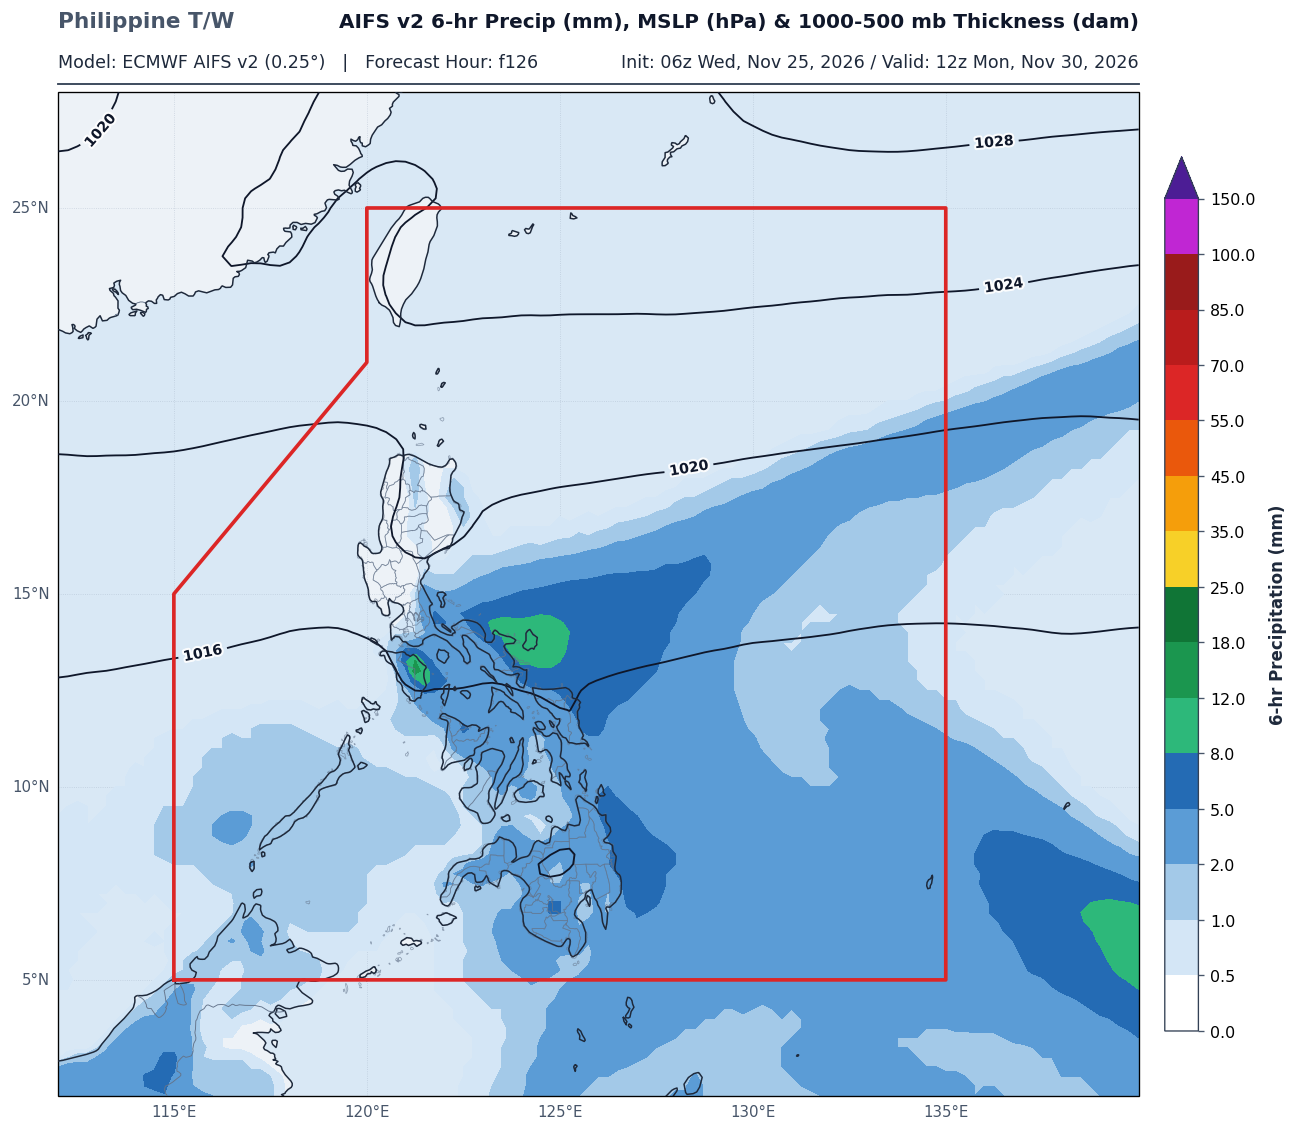 Philippine T/W
AIFS v2 6-hr Precip (mm), MSLP (hPa) & 1000-500 mb Thickness (dam)
Model: ECMWF AIFS v2 (0.25°) | Forecast Hour: f126
Init: 06z Wed, Nov 25, 2026 / Valid: 12z Mon, Nov 30, 2026
1020
1028
25°N
1024
20°N
1020
15°N
1016
10°N
5°N
115°E
120°E
125°E
130°E
135°E
150.0
100.0
85.0
70.0
55.0
45.0
35.0
25.0
18.0
12.0
8.0
5.0
2.0
1.0
0.5
0.0
6-hr Precipitation (mm)